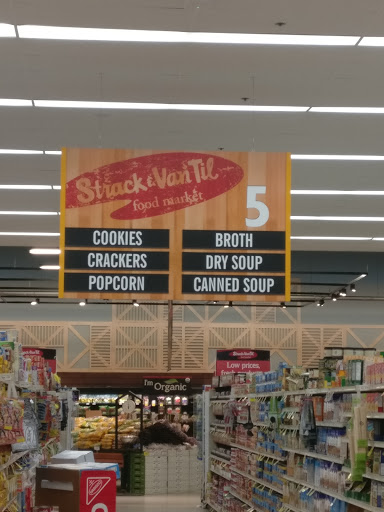 Strack & Van Til
food market
5
COOKIES
CRACKERS
POPCORN
BROTH
DRY SOUP
CANNED SOUP
I'm Organic
Low prices.